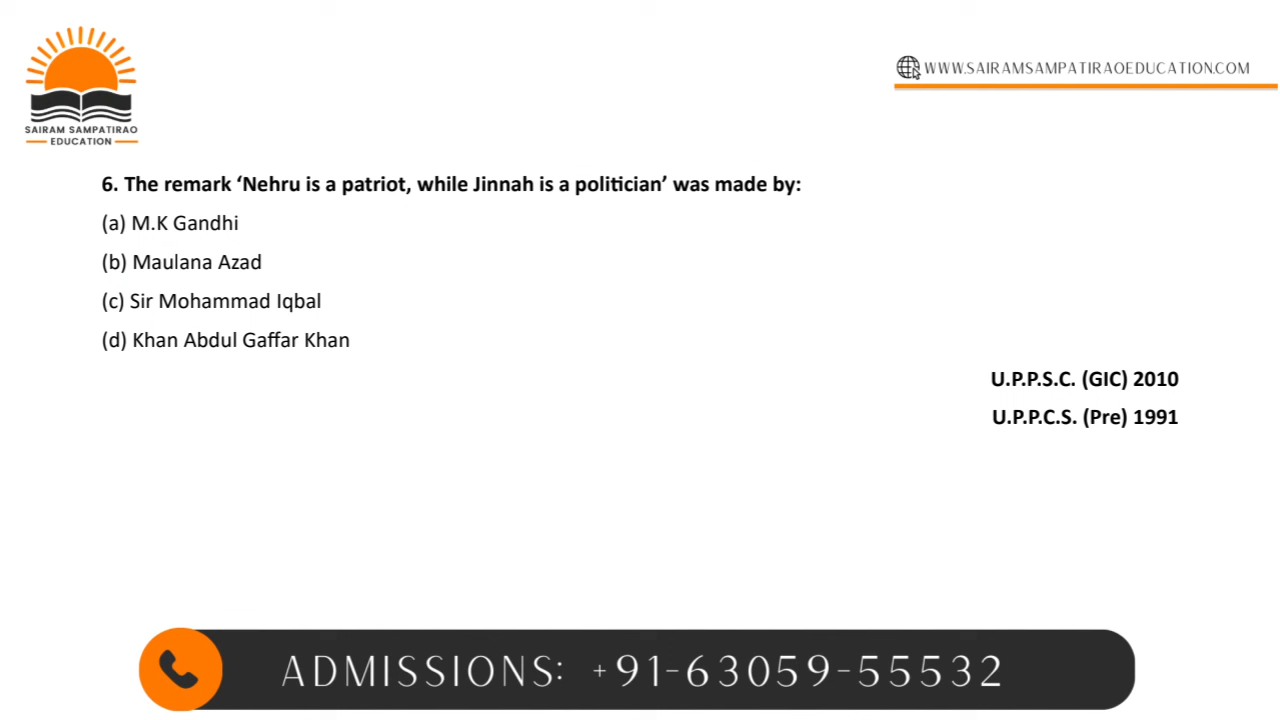 SAIRAM SAMPATIRAO
EDUCATION
WWW.SAIRAMSAMPATIRAOEDUCATION.COM
6. The remark ‘Nehru is a patriot, while Jinnah is a politician’ was made by:
(a) M.K Gandhi
(b) Maulana Azad
(c) Sir Mohammad Iqbal
(d) Khan Abdul Gaffar Khan
U.P.P.S.C. (GIC) 2010
U.P.P.C.S. (Pre) 1991
ADMISSIONS: +91-63059-55532